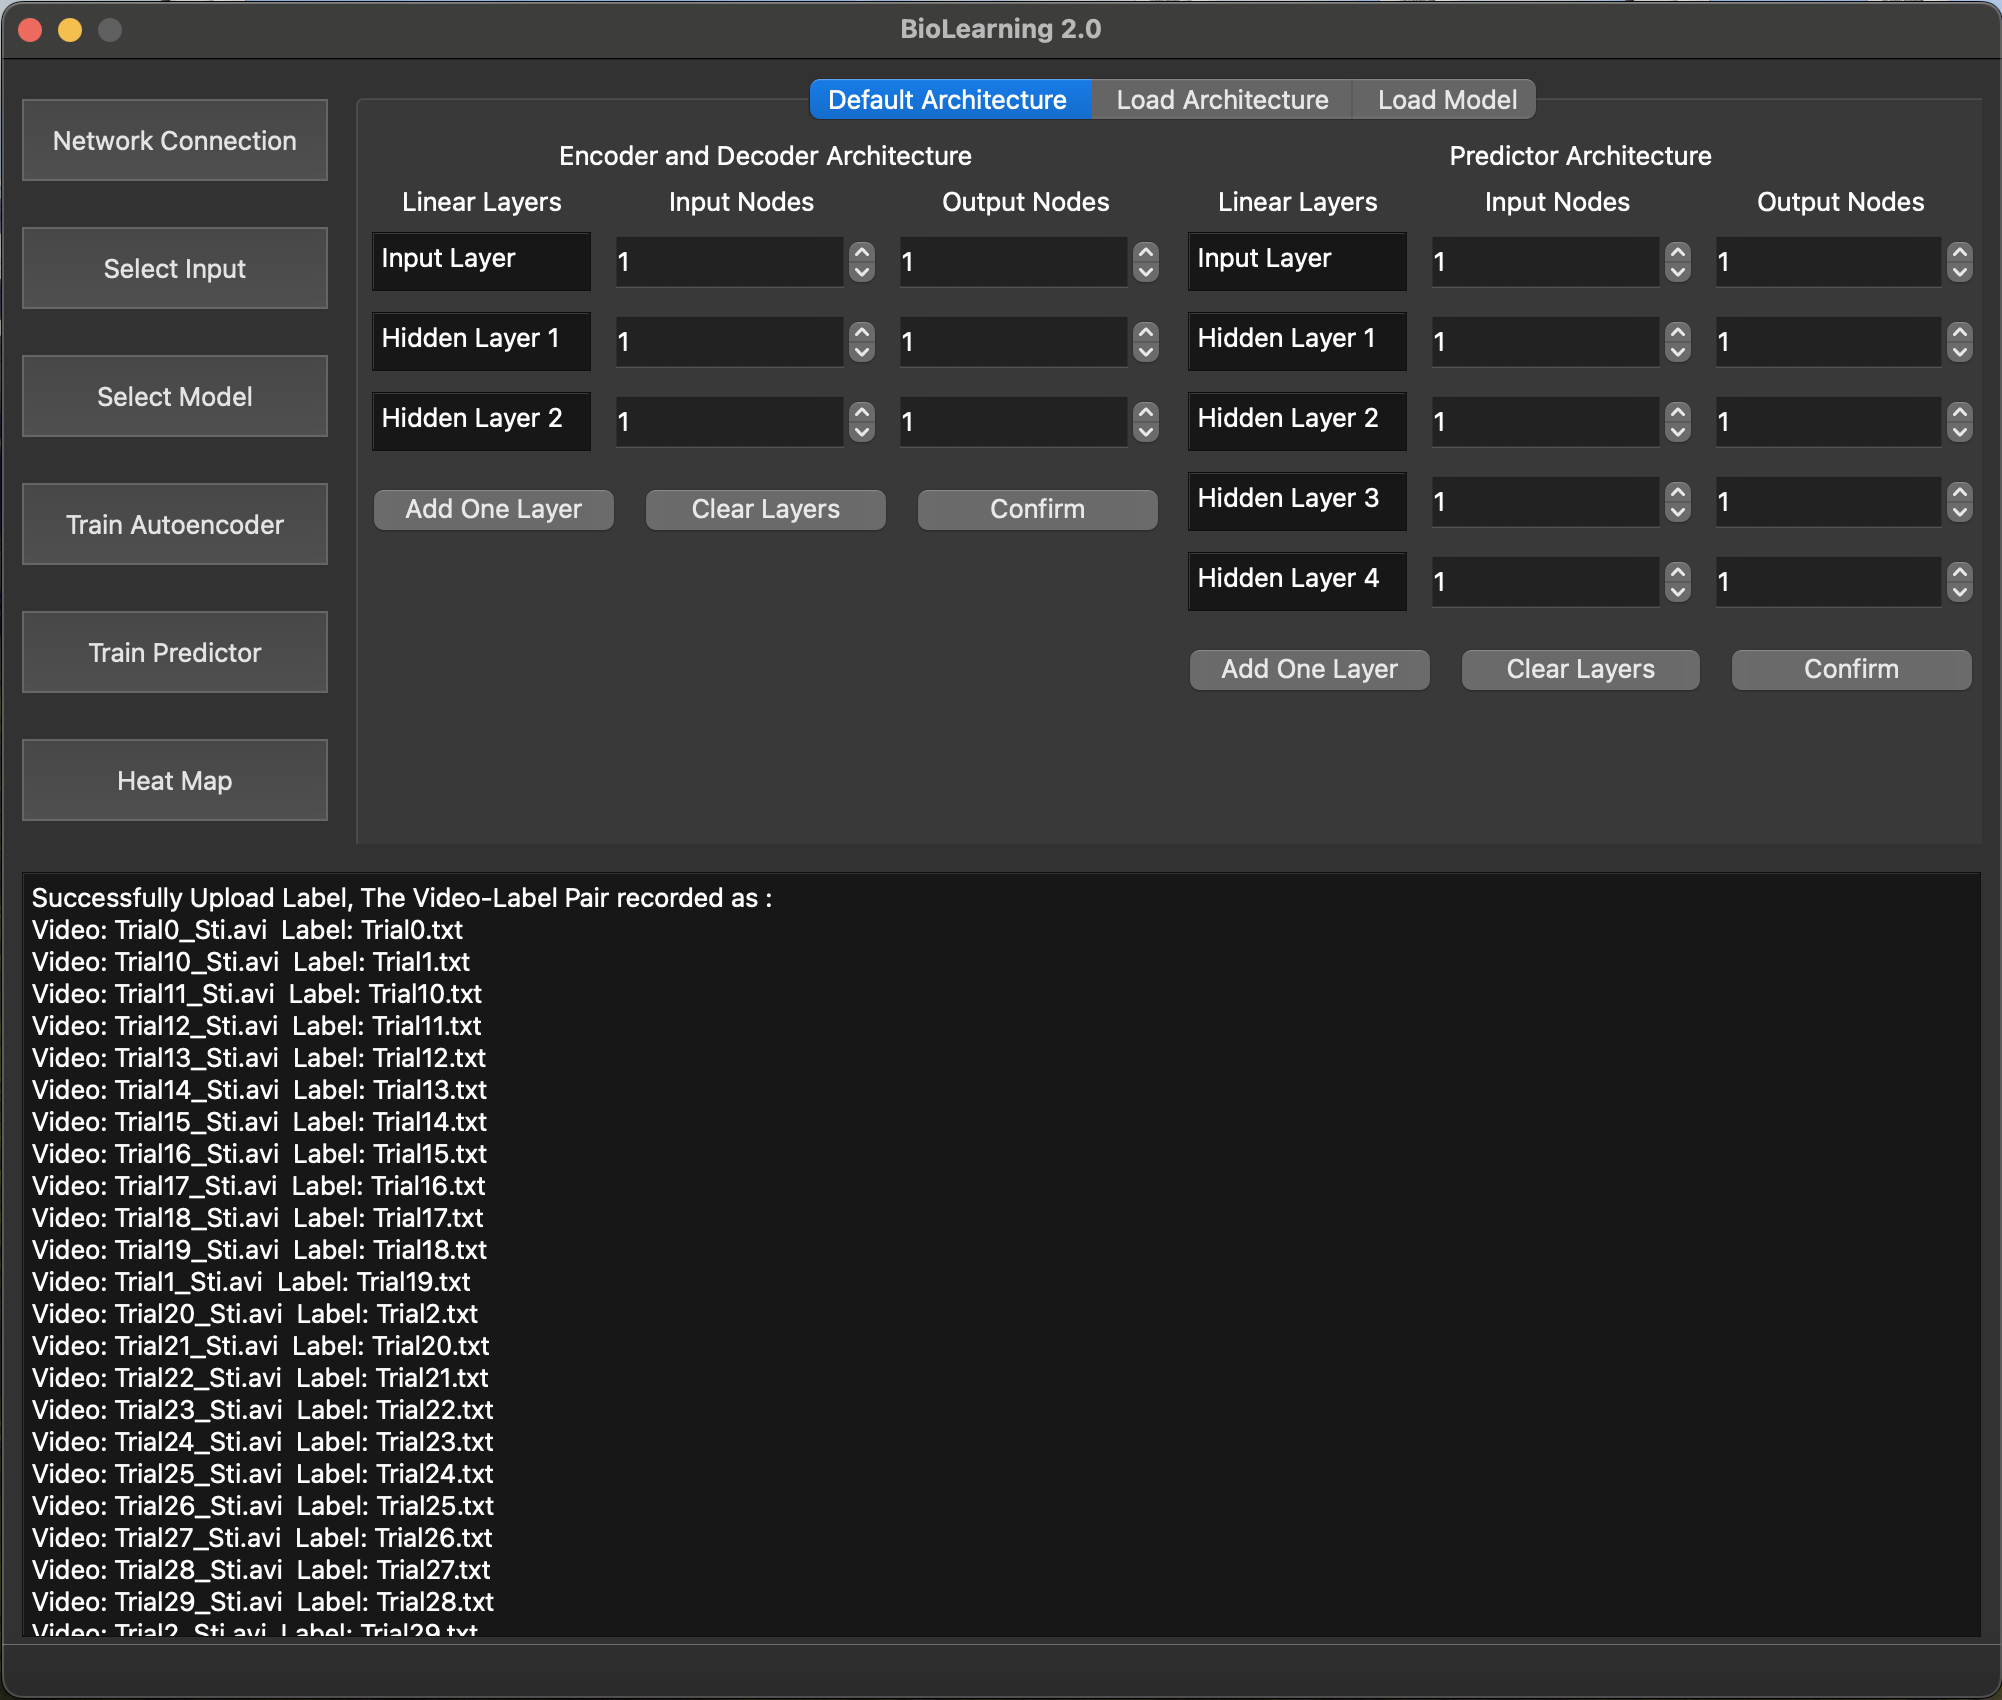 BioLearning 2.0
Network Connection
Select Input
Select Model
Train Autoencoder
Train Predictor
Heat Map
Default Architecture Load Architecture Load Model
Encoder and Decoder Architecture
Linear Layers Input Nodes Output Nodes
Input Layer 1 1
Hidden Layer 1 1 1
Hidden Layer 2 1 1
Add One Layer Clear Layers Confirm
Predictor Architecture
Linear Layers Input Nodes Output Nodes
Input Layer 1 1
Hidden Layer 1 1 1
Hidden Layer 2 1 1
Hidden Layer 3 1 1
Hidden Layer 4 1 1
Add One Layer Clear Layers Confirm
Successfully Upload Label, The Video-Label Pair recorded as :
Video: Trial0_Sti.avi  Label: Trial0.txt
Video: Trial10_Sti.avi  Label: Trial1.txt
Video: Trial11_Sti.avi  Label: Trial10.txt
Video: Trial12_Sti.avi  Label: Trial11.txt
Video: Trial13_Sti.avi  Label: Trial12.txt
Video: Trial14_Sti.avi  Label: Trial13.txt
Video: Trial15_Sti.avi  Label: Trial14.txt
Video: Trial16_Sti.avi  Label: Trial15.txt
Video: Trial17_Sti.avi  Label: Trial16.txt
Video: Trial18_Sti.avi  Label: Trial17.txt
Video: Trial19_Sti.avi  Label: Trial18.txt
Video: Trial1_Sti.avi  Label: Trial19.txt
Video: Trial20_Sti.avi  Label: Trial2.txt
Video: Trial21_Sti.avi  Label: Trial20.txt
Video: Trial22_Sti.avi  Label: Trial21.txt
Video: Trial23_Sti.avi  Label: Trial22.txt
Video: Trial24_Sti.avi  Label: Trial23.txt
Video: Trial25_Sti.avi  Label: Trial24.txt
Video: Trial26_Sti.avi  Label: Trial25.txt
Video: Trial27_Sti.avi  Label: Trial26.txt
Video: Trial28_Sti.avi  Label: Trial27.txt
Video: Trial29_Sti.avi  Label: Trial28.txt
Video: Trial2_Sti.avi  Label: Trial29.txt